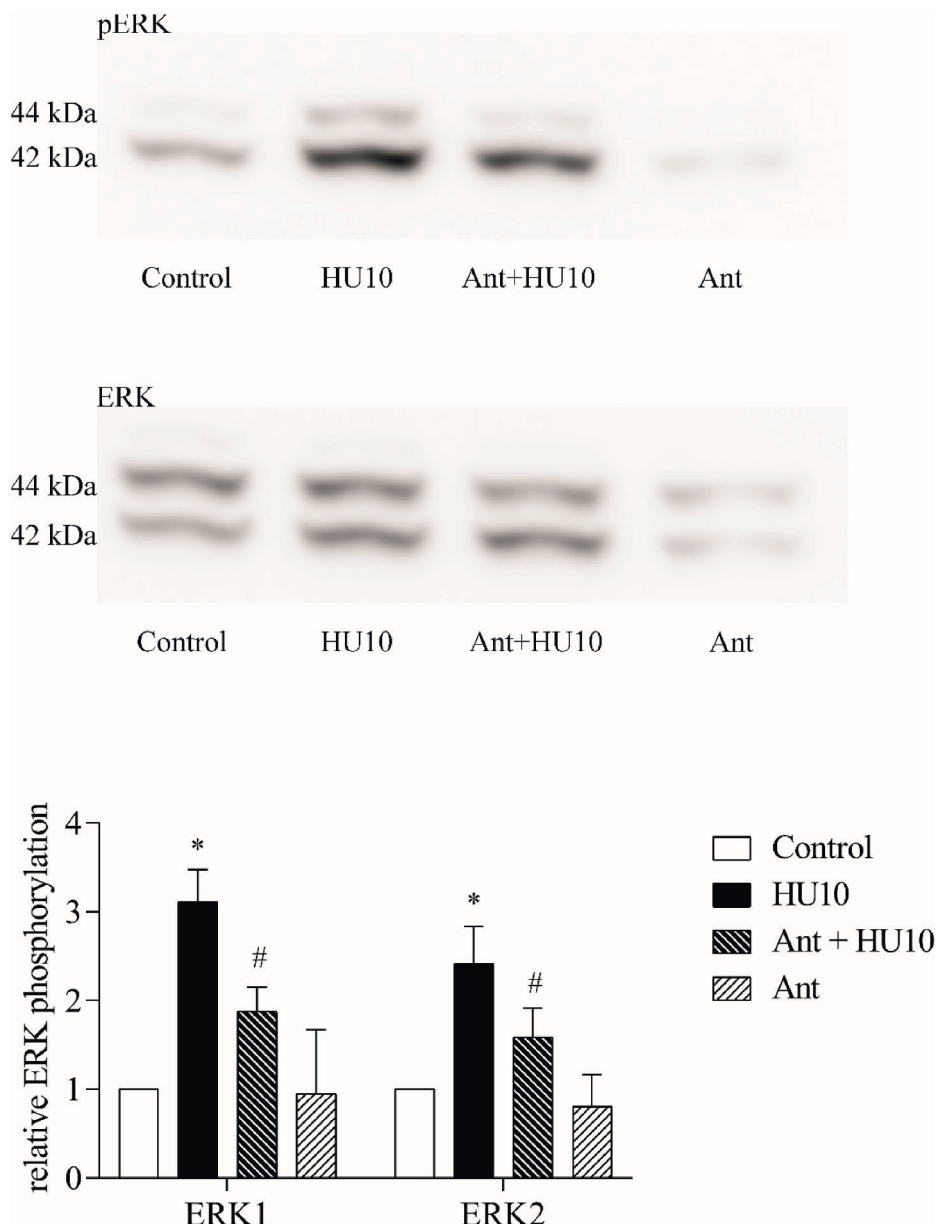 pERK
44 kDa
42 kDa
Control HU10 Ant+HU10 Ant
ERK
44 kDa
42 kDa
Control HU10 Ant+HU10 Ant
relative ERK phosphorylation
4
3
2
1
0
* # * #
ERK1 ERK2
Control
HU10
Ant + HU10
Ant